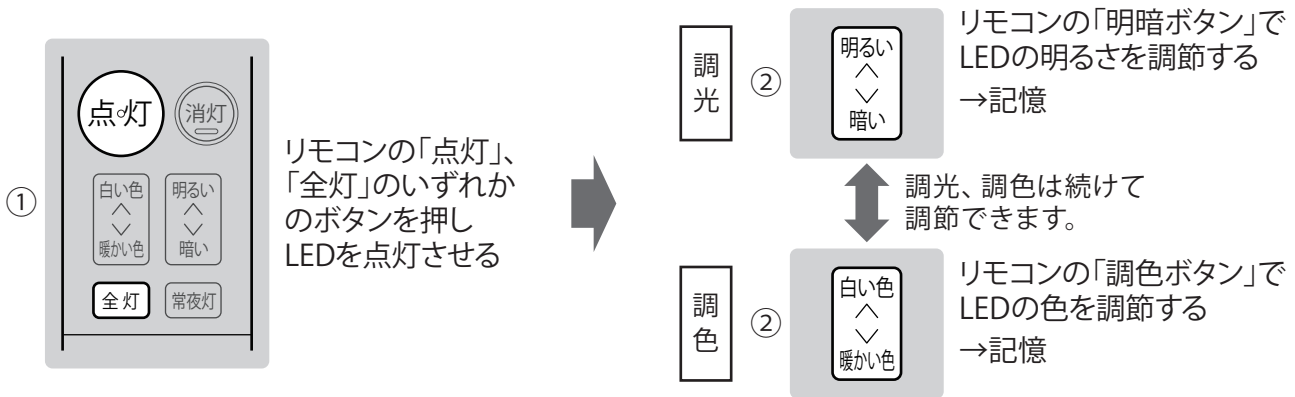 ①
点灯
消灯
白い色
暖かい色
明るい
暗い
全灯
常夜灯
リモコンの「点灯」、
「全灯」のいずれか
のボタンを押し
LEDを点灯させる
調光
②
明るい
暗い
リモコンの「明暗ボタン」で
LEDの明るさを調節する
→記憶
調光、調色は続けて
調節できます。
調色
②
白い色
暖かい色
リモコンの「調色ボタン」で
LEDの色を調節する
→記憶